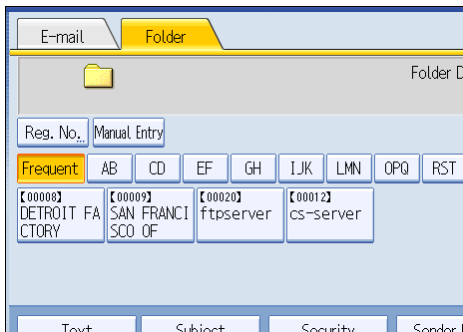 E-mail Folder
Folder D
Reg. No. Manual Entry
Frequent AB CD EF GH IJK LMN OPQ RST
【00008】 【00009】 【00020】 【00012】
DETROIT FA SAN FRANCI ftpserver cs-server
CTORY SCO OF
Text Subject Security Sender